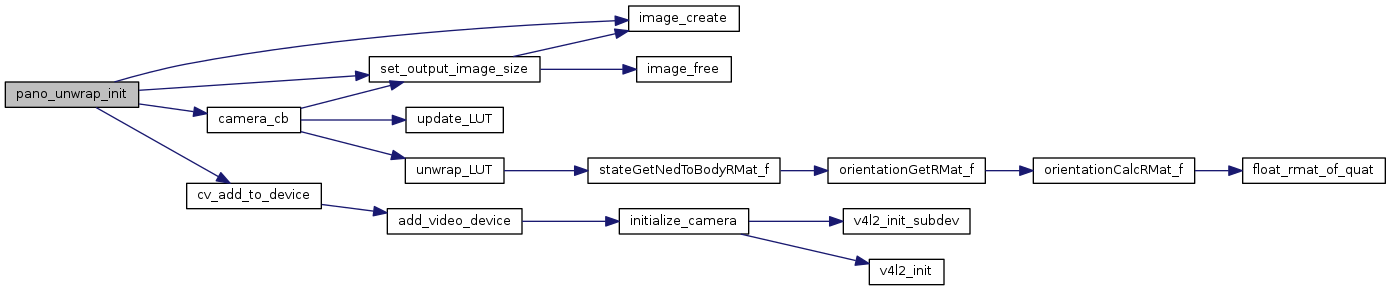 image_create
set_output_image_size
image_free
pano_unwrap_init
camera_cb
update_LUT
unwrap_LUT
stateGetNedToBodyRMat_f
orientationGetRMat_f
orientationCalcRMat_f
float_rmat_of_quat
cv_add_to_device
add_video_device
initialize_camera
v4l2_init_subdev
v4l2_init